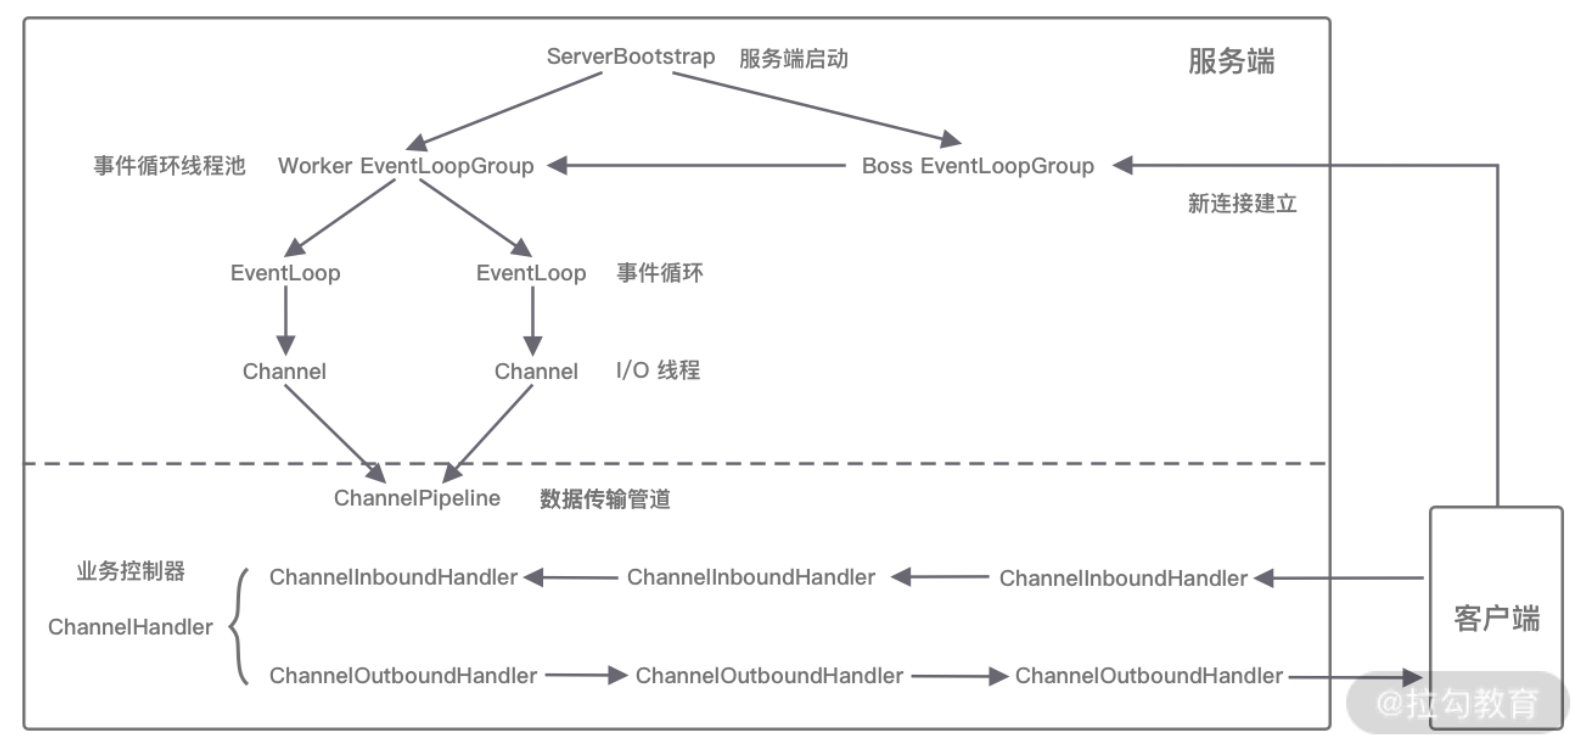 ServerBootstrap 服务端启动
服务端
事件循环线程池 Worker EventLoopGroup Boss EventLoopGroup
新连接建立
EventLoop EventLoop 事件循环
Channel Channel I/O 线程
ChannelPipeline 数据传输管道
业务控制器
ChannelInboundHandler ChannelInboundHandler ChannelInboundHandler
ChannelHandler
客户端
ChannelOutboundHandler ChannelOutboundHandler ChannelOutboundHandler
@拉勾教育